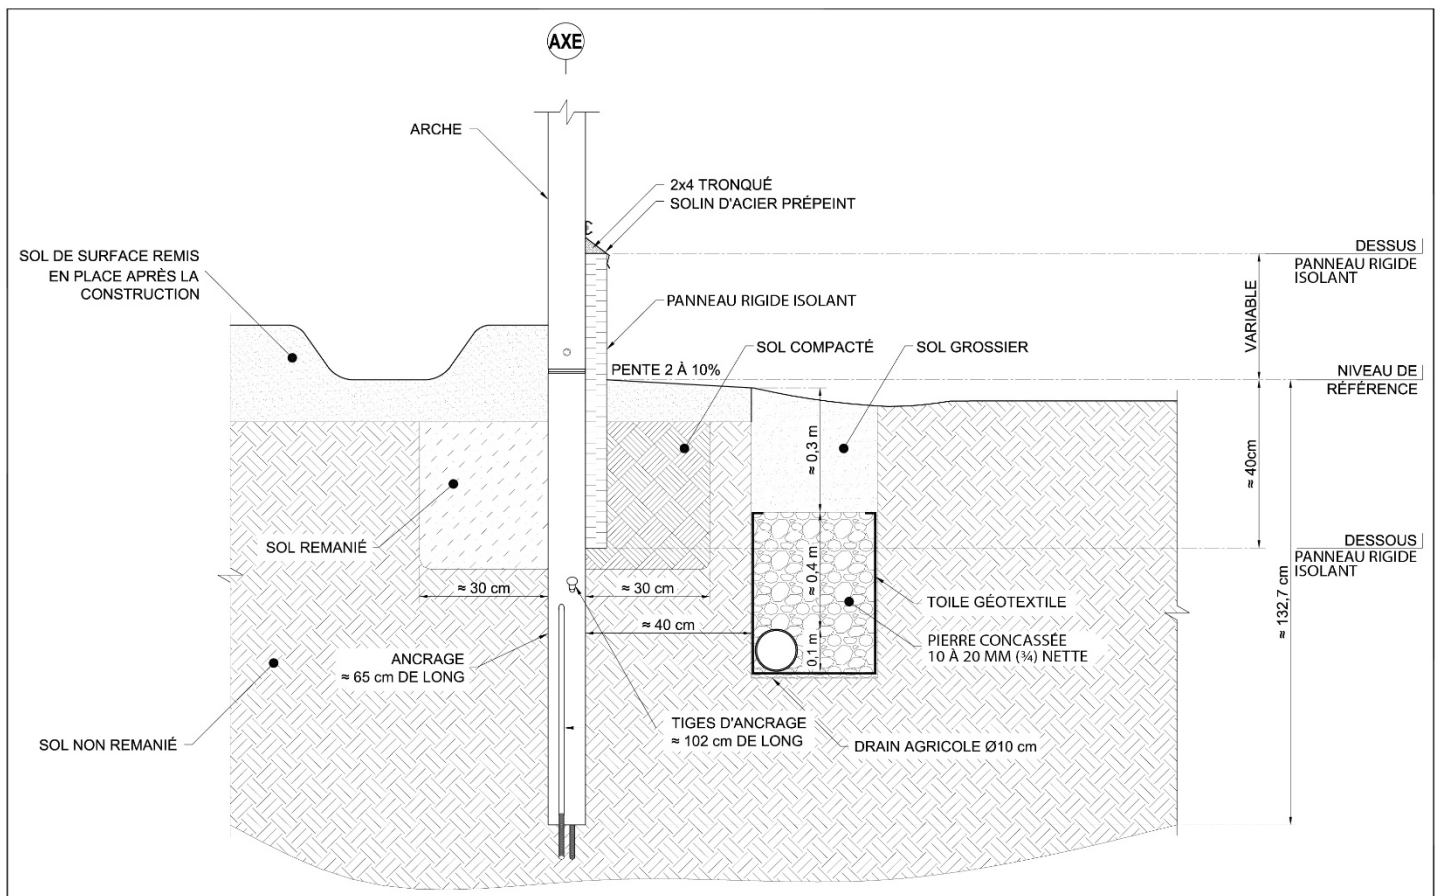 AXE
ARCHE
2x4 TRONQUÉ
SOLIN D'ACIER PRÉPEINT
SOL DE SURFACE REMIS
EN PLACE APRÈS LA
CONSTRUCTION
DESSUS
PANNEAU RIGIDE
ISOLANT
PANNEAU RIGIDE ISOLANT
VARIABLE
SOL COMPACTÉ
SOL GROSSIER
PENTE 2 À 10%
NIVEAU DE
RÉFÉRENCE
≈ 0,3 m
≈ 40cm
SOL REMANIÉ
DESSOUS
PANNEAU RIGIDE
ISOLANT
≈ 30 cm
≈ 30 cm
≈ 0,4 m
TOILE GÉOTEXTILE
≈ 132,7 cm
≈ 40 cm
0,1 m
PIERRE CONCASSÉE
10 À 20 MM (¾) NETTE
ANCRAGE
≈ 65 cm DE LONG
TIGES D'ANCRAGE
≈ 102 cm DE LONG
SOL NON REMANIÉ
DRAIN AGRICOLE Ø10 cm